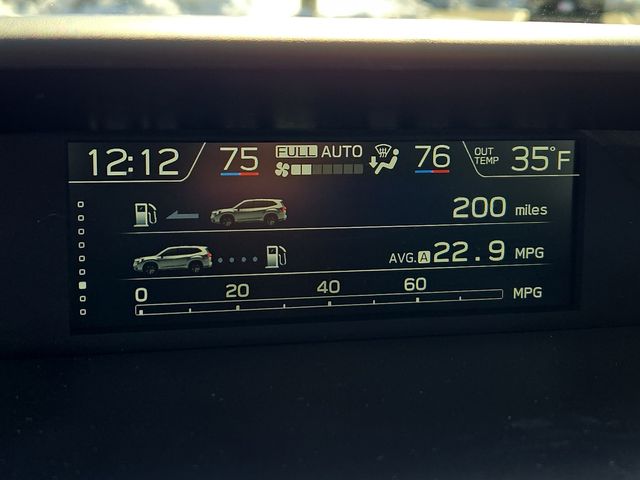 12:12 75 FULL AUTO 76 OUT TEMP 35°F
200 miles
AVG. A 22.9 MPG
0 20 40 60 MPG